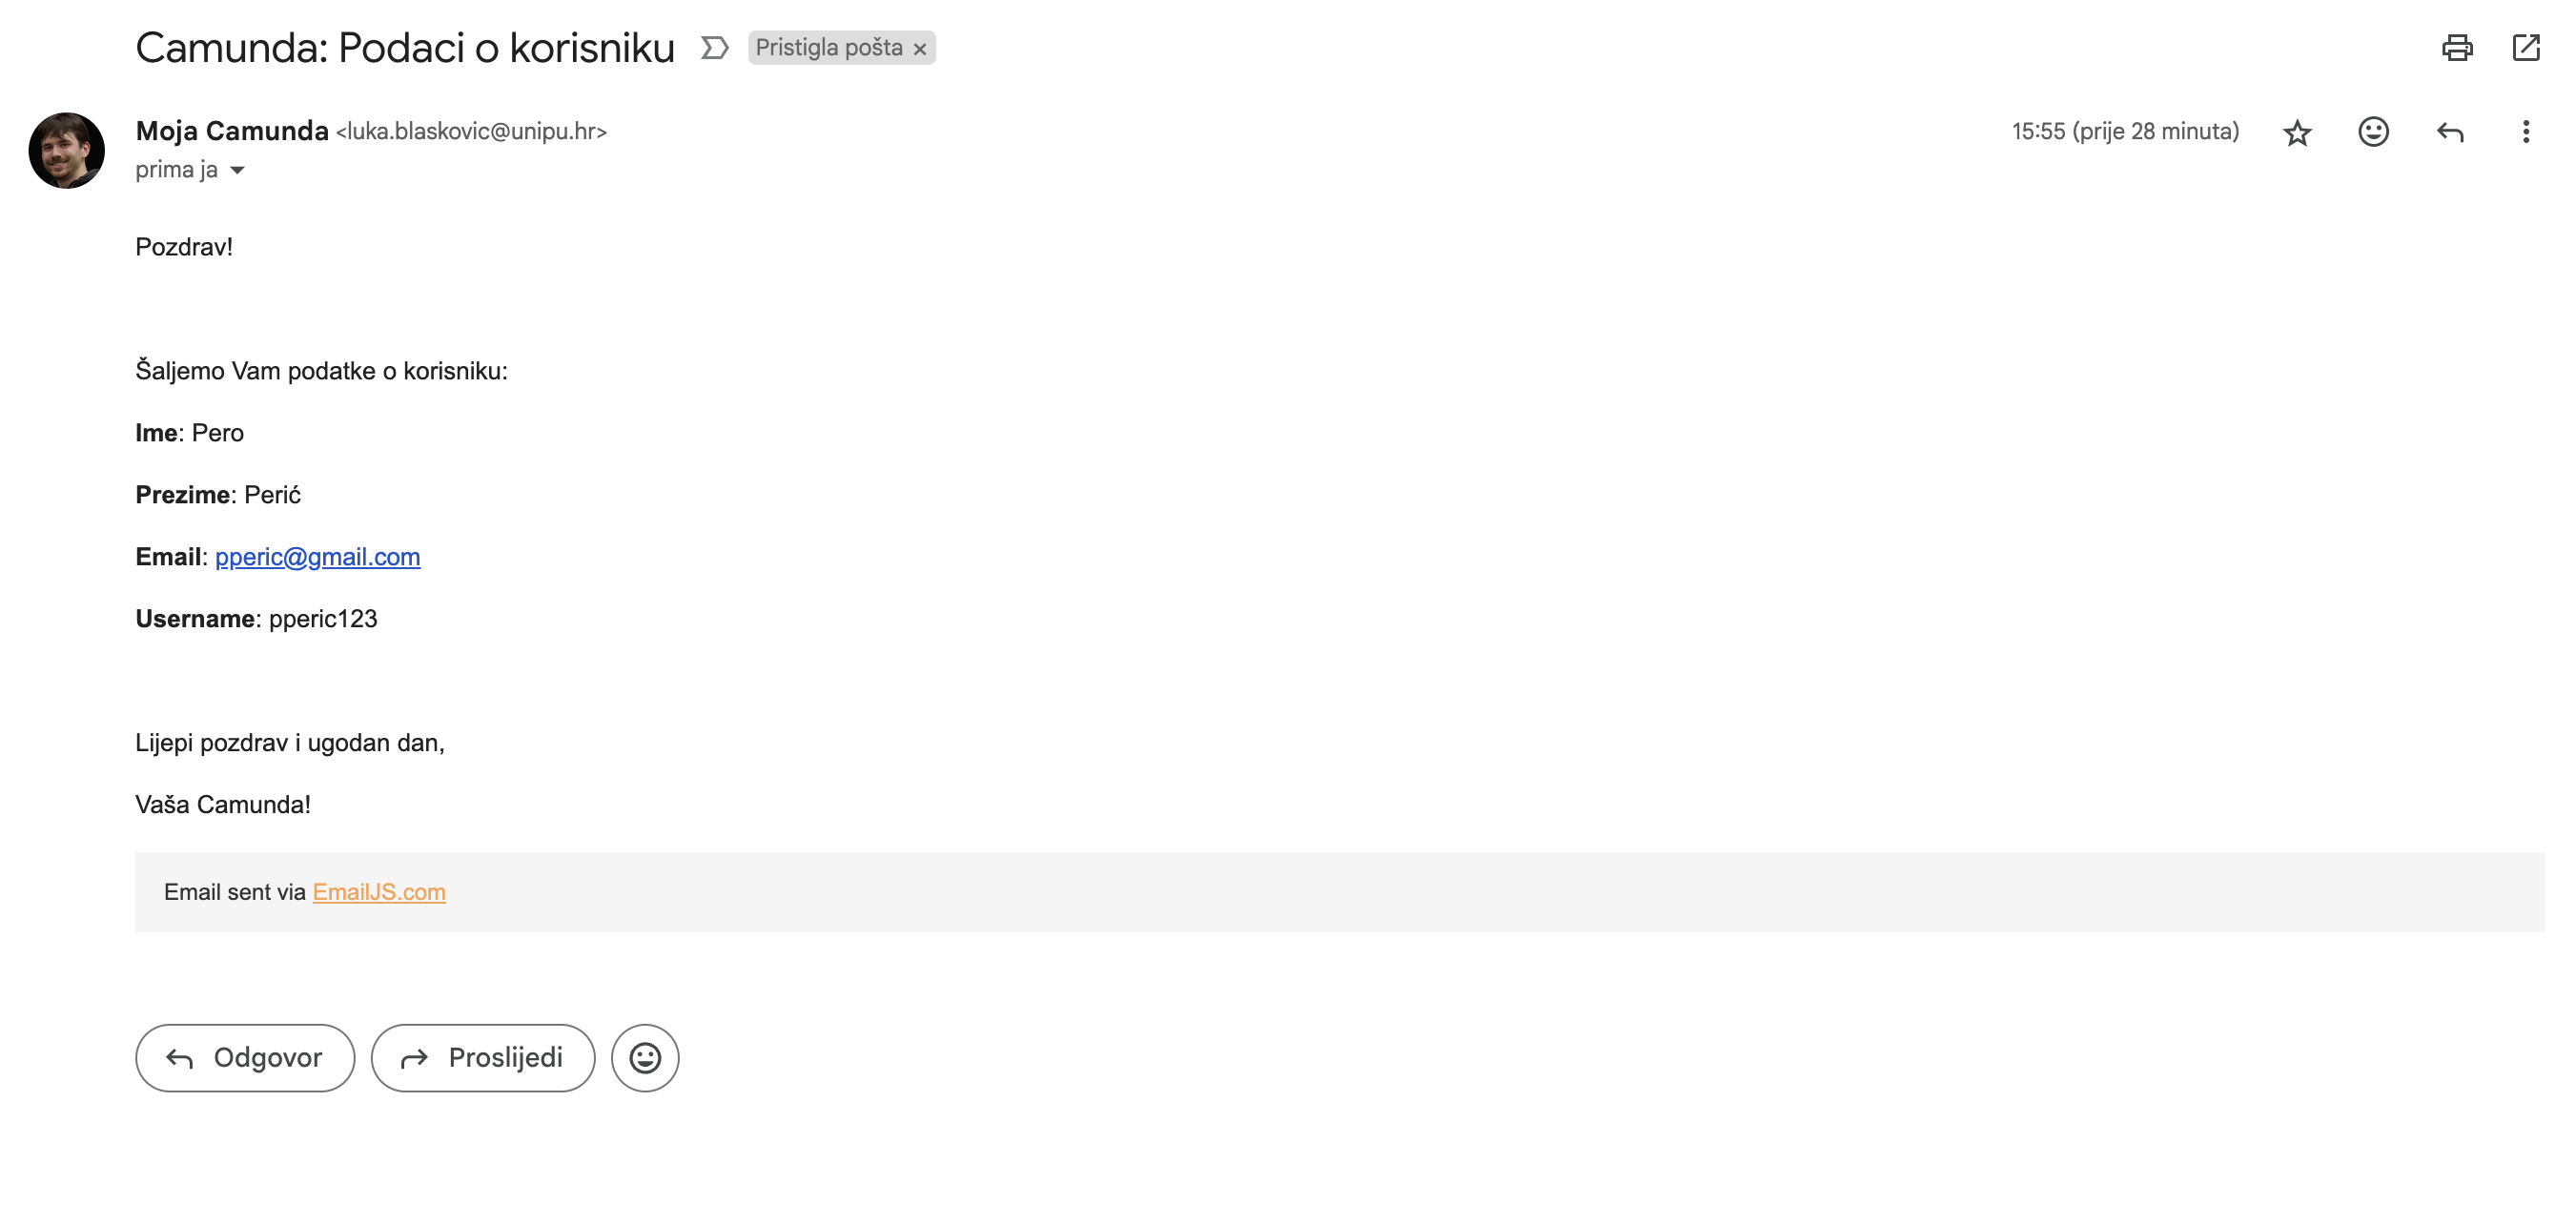 Camunda: Podaci o korisniku Pristigla pošta ×
Moja Camunda <luka.blaskovic@unipu.hr> 15:55 (prije 28 minuta)
prima ja
Pozdrav!
Šaljemo Vam podatke o korisniku:
Ime: Pero
Prezime: Perić
Email: pperic@gmail.com
Username: pperic123
Lijepi pozdrav i ugodan dan,
Vaša Camunda!
Email sent via EmailJS.com
Odgovor Proslijedi